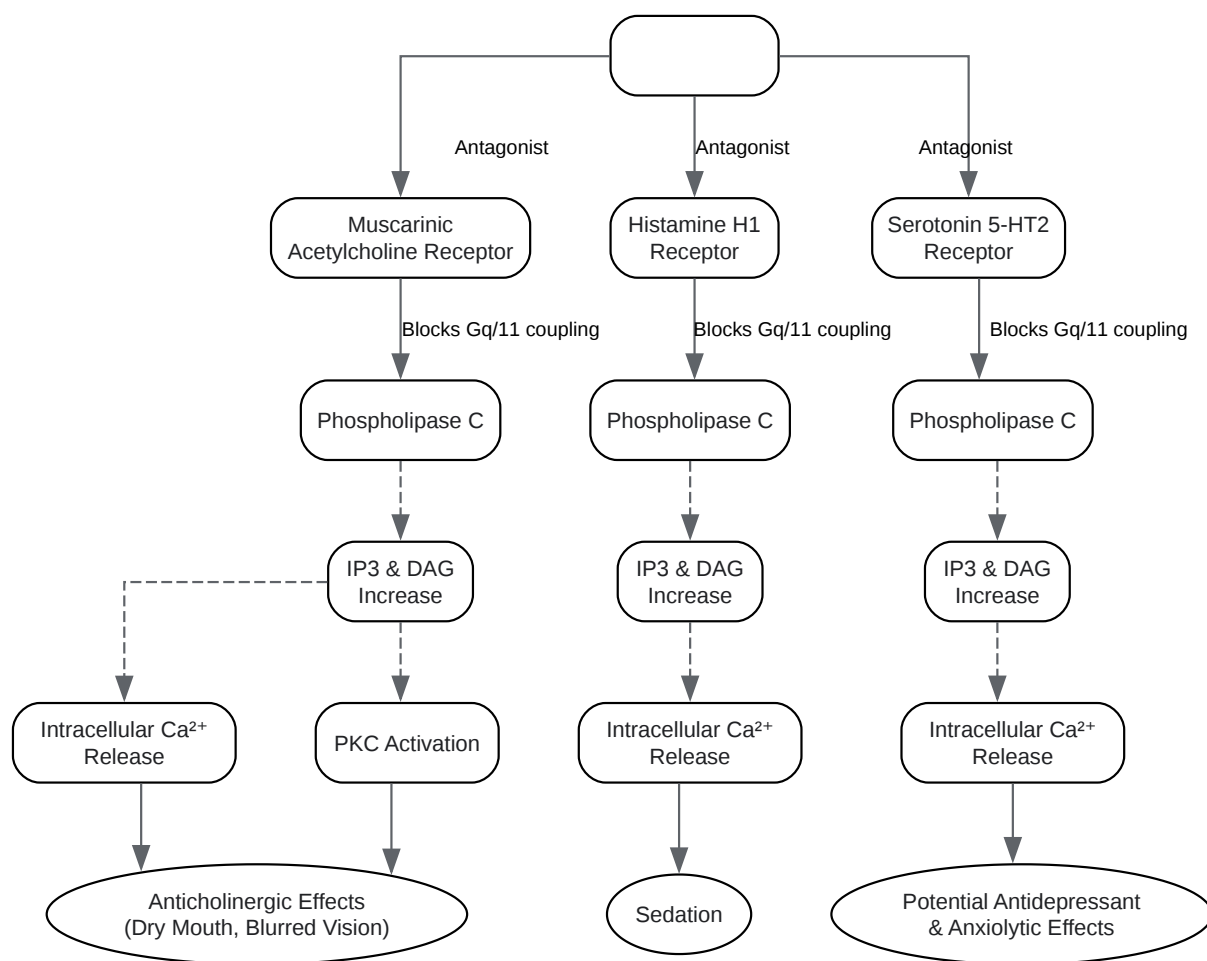 Antagonist
Antagonist
Antagonist
Muscarinic
Acetylcholine Receptor
Histamine H1
Receptor
Serotonin 5-HT2
Receptor
Blocks Gq/11 coupling
Blocks Gq/11 coupling
Blocks Gq/11 coupling
Phospholipase C
Phospholipase C
Phospholipase C
IP3 & DAG
Increase
IP3 & DAG
Increase
IP3 & DAG
Increase
Intracellular Ca²⁺
Release
PKC Activation
Intracellular Ca²⁺
Release
Intracellular Ca²⁺
Release
Anticholinergic Effects
(Dry Mouth, Blurred Vision)
Sedation
Potential Antidepressant
& Anxiolytic Effects